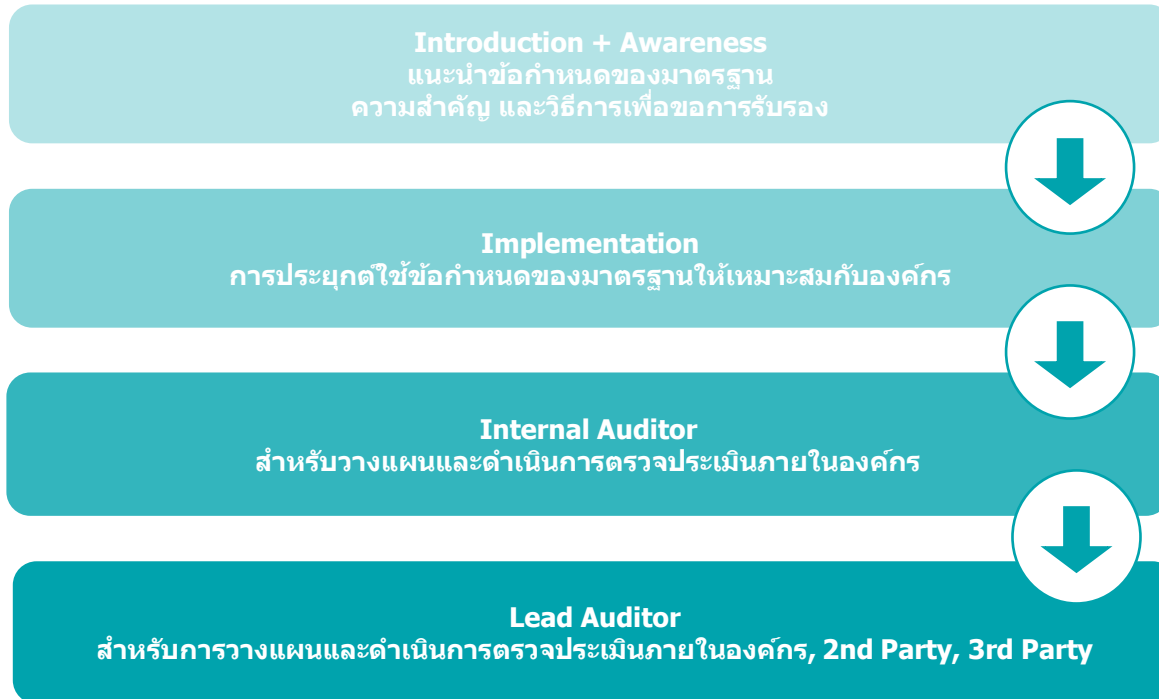 Introduction + Awareness
แนะนำข้อกำหนดของมาตรฐาน
ความสำคัญ และวิธีการเพื่อขอการรับรอง
Implementation
การประยุกต์ใช้ข้อกำหนดของมาตรฐานให้เหมาะสมกับองค์กร
Internal Auditor
สำหรับวางแผนและดำเนินการตรวจประเมินภายในองค์กร
Lead Auditor
สำหรับการวางแผนและดำเนินการตรวจประเมินภายในองค์กร, 2nd Party, 3rd Party